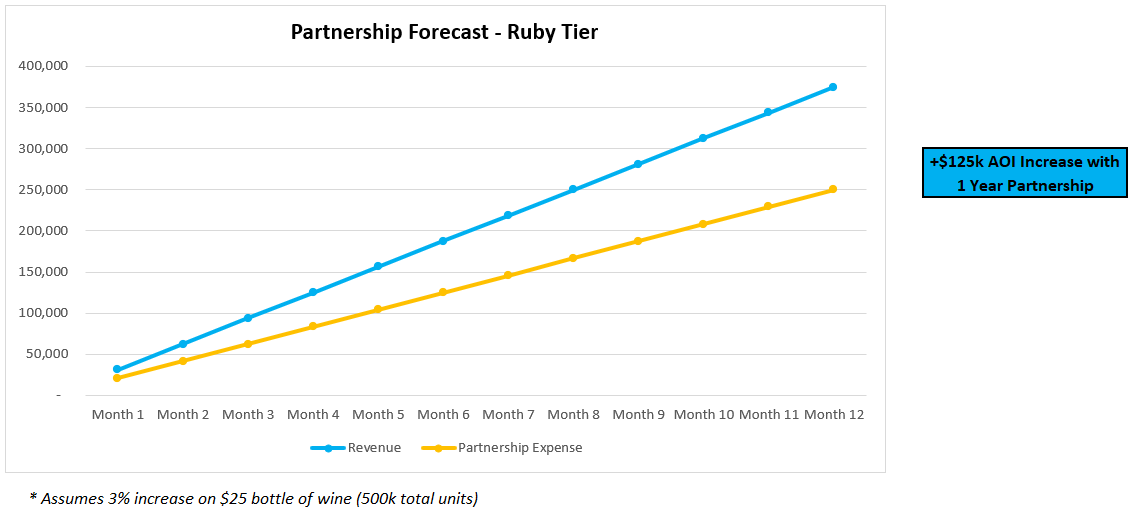 Partnership Forecast - Ruby Tier
400,000
350,000
300,000
250,000
200,000
150,000
100,000
50,000
-
Month 1 Month 2 Month 3 Month 4 Month 5 Month 6 Month 7 Month 8 Month 9 Month 10 Month 11 Month 12
Revenue Partnership Expense
+$125k AOI Increase with
1 Year Partnership
* Assumes 3% increase on $25 bottle of wine (500k total units)